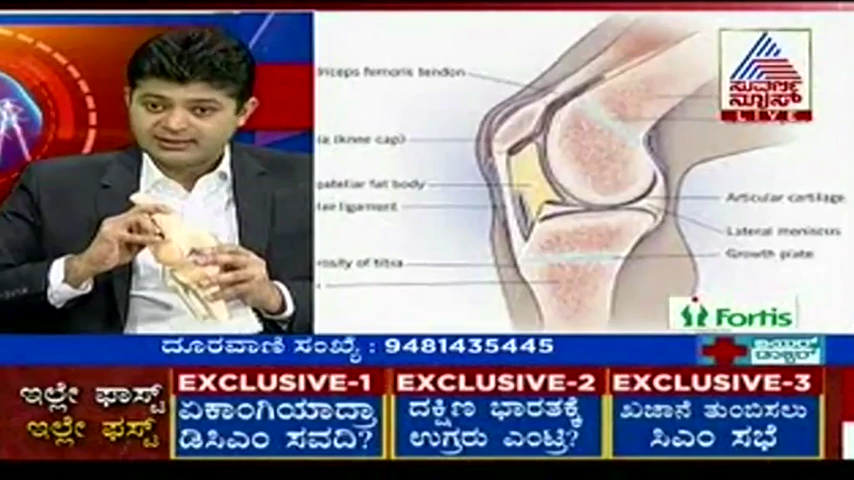 riceps femoris tendon
ಸುವರ್ಣ
ನ್ಯೂಸ್
LIVE
a (knee cap)
patellar fat body
lar ligament
Articular cartilage
Lateral meniscus
Growth plate
rosity of tibia
Fortis
ದೂರವಾಣಿ ಸಂಖ್ಯೆ : 9481435445
ಡಾಕ್ಟರ್
ಇಲ್ಲೇ ಫಾಸ್ಟ್
ಇಲ್ಲೇ ಫಸ್ಟ್
EXCLUSIVE-1
ಏಕಾಂಗಿಯಾದ್ರಾ
ಡಿಸಿಎಂ ಸವದಿ?
EXCLUSIVE-2
ದಕ್ಷಿಣ ಭಾರತಕ್ಕೆ
ಉಗ್ರರು ಎಂಟ್ರಿ?
EXCLUSIVE-3
ಖಜಾನೆ ತುಂಬಿಸಲು
ಸಿಎಂ ಸಭೆ